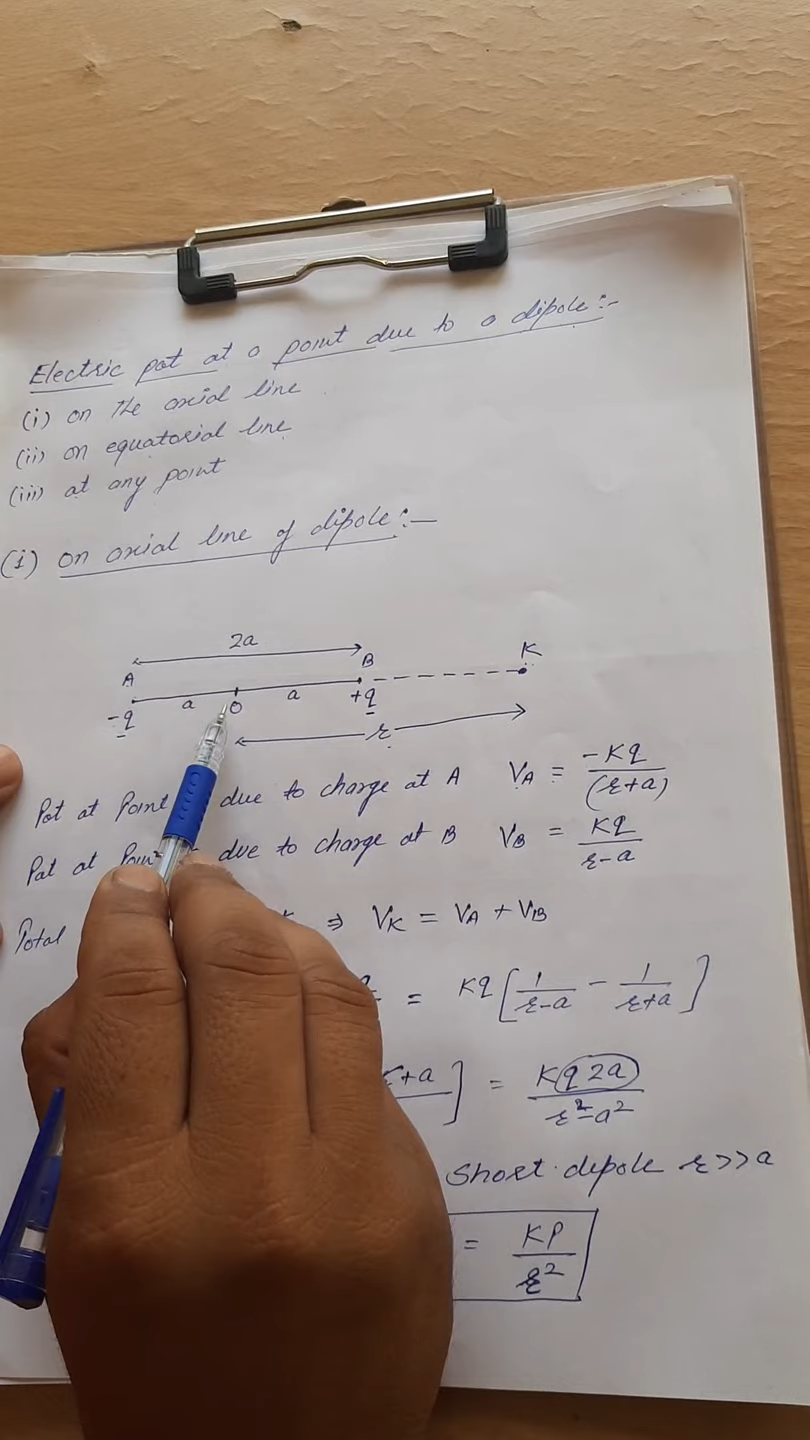 Electric pot at a point due to a dipole:-
(i) on the axial line
(ii) on equatorial line
(iii) at any point
(i) on axial line of dipole:-
2a
A B K
-q a O a +q
r
Pot at Point due to charge at A VA = -Kq/(r+a)
Pot at Point due to charge at B VB = Kq/r-a
Total ⇒ VK = VA + VB
= Kq[1/r-a - 1/r+a]
+a] = Kq2a/r²-a²
Short dipole r>>a
= KP/r²